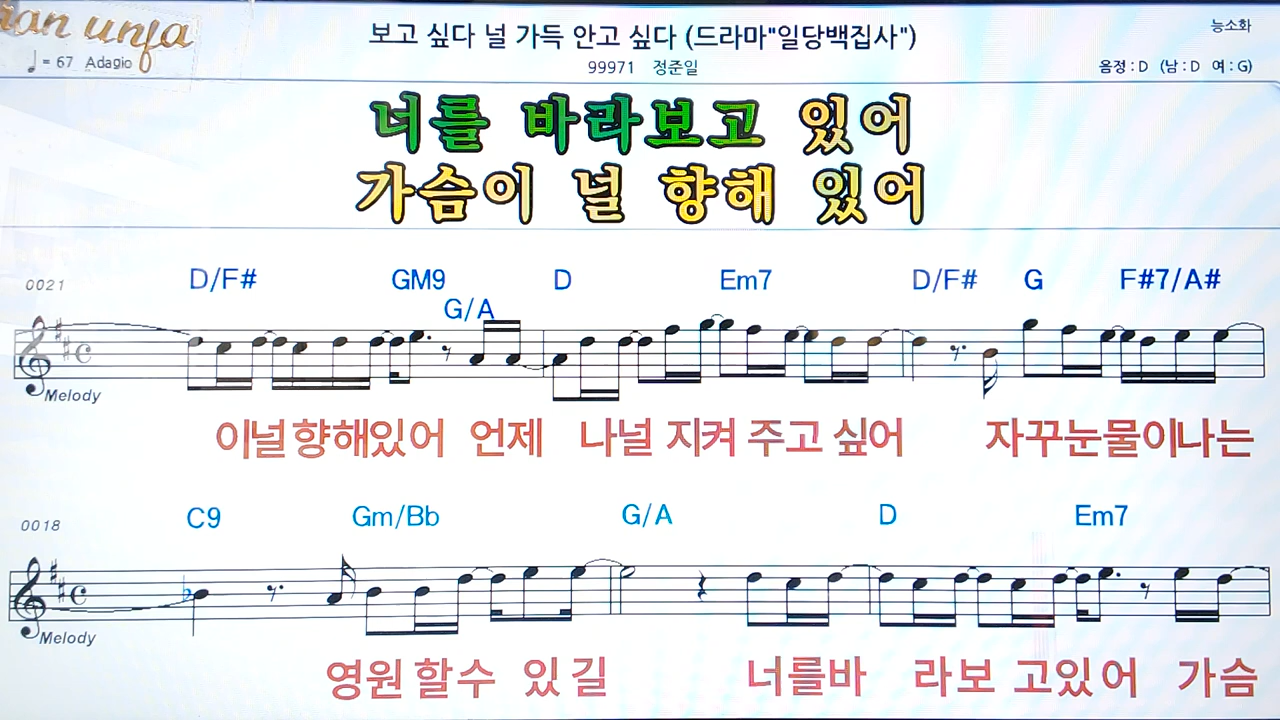 보고 싶다 널 가득 안고 싶다 (드라마"일당백집사")
능소화
♩ = 67 Adagio
99971 정준일
음정 : D (남 : D 여 : G)
너를 바라보고 있어
가슴이 널 향해 있어
0021 D/F# GM9 G/A D Em7 D/F# G F#7/A#
Melody
이널향해있어 언제 나널 지켜 주고 싶어 자꾸눈물이나는
0018 C9 Gm/Bb G/A D Em7
Melody
영원 할수 있길 너를바 라보 고있어 가슴